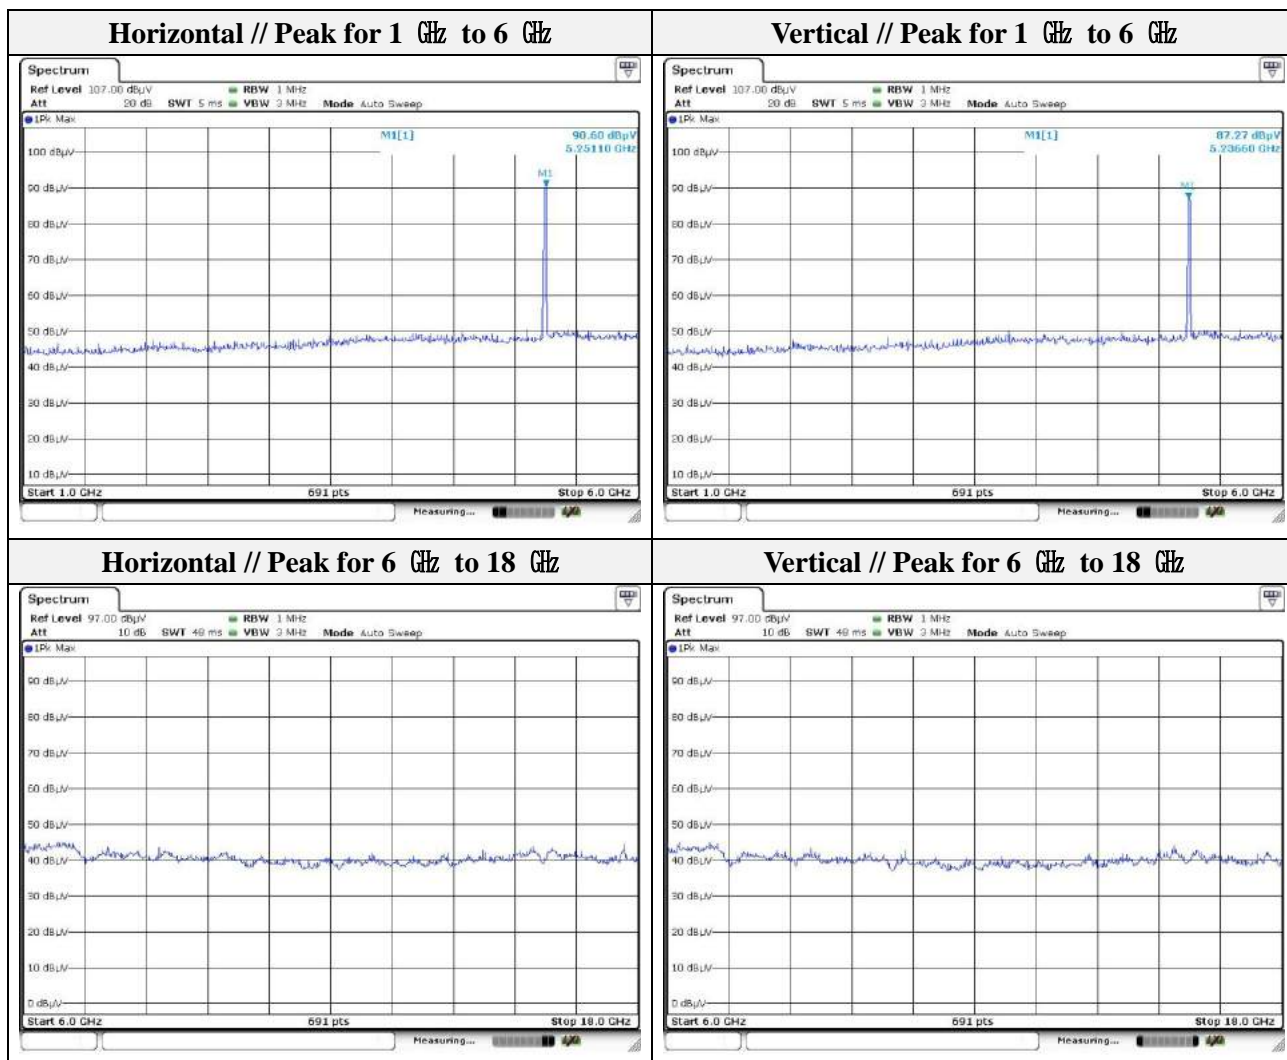 Horizontal // Peak for 1 ㎓ to 6 ㎓
Spectrum
Ref Level 107.00 dBµV RBW 1 MHz
Att 20 dB SWT 5 ms VBW 3 MHz Mode Auto Sweep
1Pk Max
M1[1] 90.60 dBµV
5.25110 GHz
M1
100 dBµV
90 dBµV
80 dBµV
70 dBµV
60 dBµV
50 dBµV
40 dBµV
30 dBµV
20 dBµV
10 dBµV
Start 1.0 GHz 691 pts Stop 6.0 GHz
Measuring...
Vertical // Peak for 1 ㎓ to 6 ㎓
Spectrum
Ref Level 107.00 dBµV RBW 1 MHz
Att 20 dB SWT 5 ms VBW 3 MHz Mode Auto Sweep
1Pk Max
M1[1] 87.27 dBµV
5.23660 GHz
M1
100 dBµV
90 dBµV
80 dBµV
70 dBµV
60 dBµV
50 dBµV
40 dBµV
30 dBµV
20 dBµV
10 dBµV
Start 1.0 GHz 691 pts Stop 6.0 GHz
Measuring...
Horizontal // Peak for 6 ㎓ to 18 ㎓
Spectrum
Ref Level 97.00 dBµV RBW 1 MHz
Att 10 dB SWT 48 ms VBW 3 MHz Mode Auto Sweep
1Pk Max
90 dBµV
80 dBµV
70 dBµV
60 dBµV
50 dBµV
40 dBµV
30 dBµV
20 dBµV
10 dBµV
0 dBµV
Start 6.0 GHz 691 pts Stop 18.0 GHz
Measuring...
Vertical // Peak for 6 ㎓ to 18 ㎓
Spectrum
Ref Level 97.00 dBµV RBW 1 MHz
Att 10 dB SWT 48 ms VBW 3 MHz Mode Auto Sweep
1Pk Max
90 dBµV
80 dBµV
70 dBµV
60 dBµV
50 dBµV
40 dBµV
30 dBµV
20 dBµV
10 dBµV
0 dBµV
Start 6.0 GHz 691 pts Stop 18.0 GHz
Measuring...